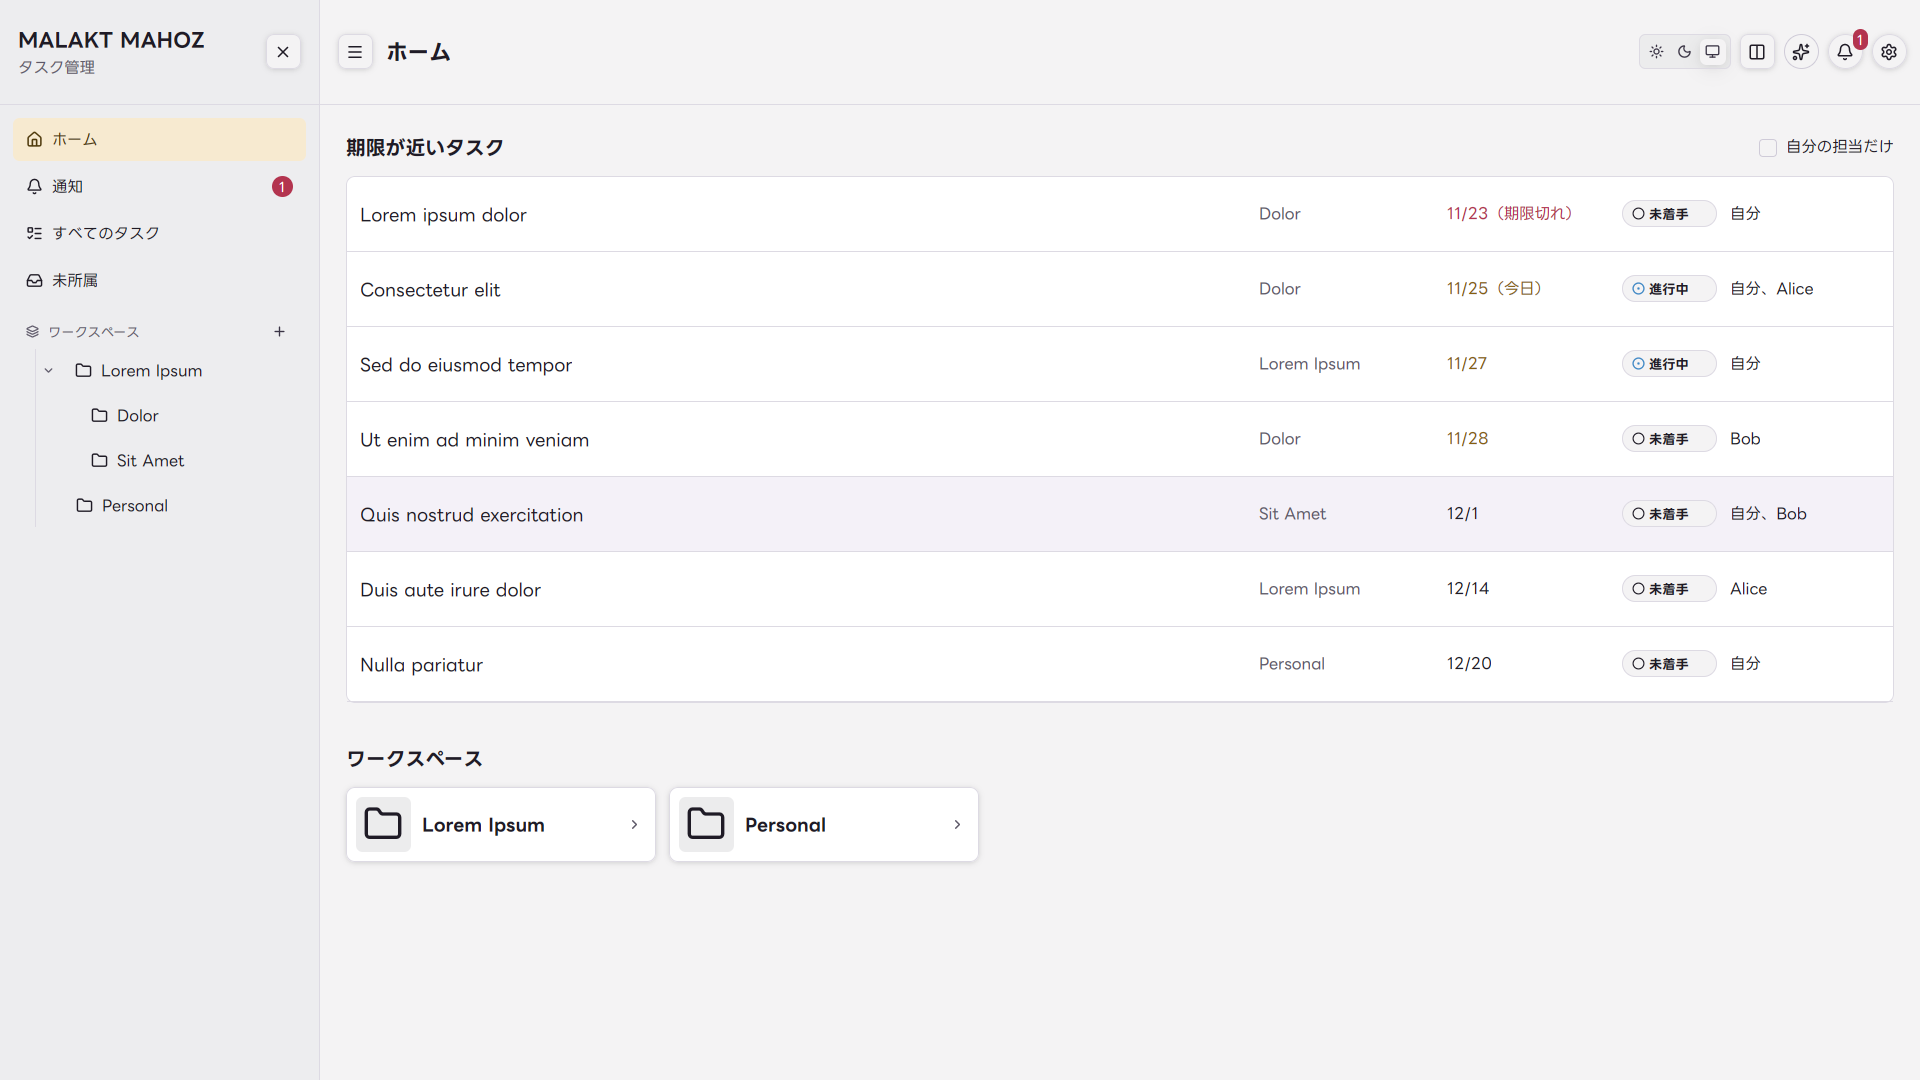 MALAKT MAHOZ
タスク管理
ホーム
1
ホーム
通知
1
すべてのタスク
未所属
ワークスペース
Lorem Ipsum
Dolor
Sit Amet
Personal
期限が近いタスク
自分の担当だけ
Lorem ipsum dolor Dolor 11/23（期限切れ） 未着手 自分
Consectetur elit Dolor 11/25（今日） 進行中 自分、Alice
Sed do eiusmod tempor Lorem Ipsum 11/27 進行中 自分
Ut enim ad minim veniam Dolor 11/28 未着手 Bob
Quis nostrud exercitation Sit Amet 12/1 未着手 自分、Bob
Duis aute irure dolor Lorem Ipsum 12/14 未着手 Alice
Nulla pariatur Personal 12/20 未着手 自分
ワークスペース
Lorem Ipsum
Personal